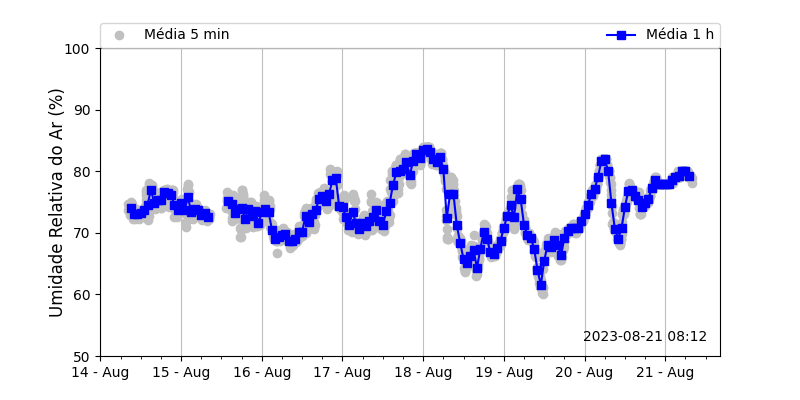 Média 5 min
Média 1 h
100
90
80
70
60
50
Umidade Relativa do Ar (%)
2023-08-21 08:12
14 - Aug
15 - Aug
16 - Aug
17 - Aug
18 - Aug
19 - Aug
20 - Aug
21 - Aug